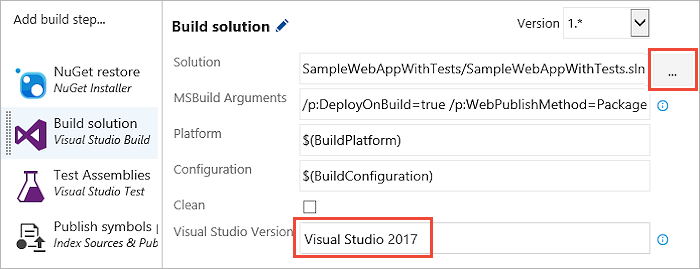 Add build step...
NuGet restore
NuGet Installer
Build solution
Visual Studio Build
Test Assemblies
Visual Studio Test
Publish symbols
Index Sources & Pub
Build solution
Version 1.*
Solution SampleWebAppWithTests/SampleWebAppWithTests.sln ...
MSBuild Arguments /p:DeployOnBuild=true /p:WebPublishMethod=Package
Platform $(BuildPlatform)
Configuration $(BuildConfiguration)
Clean
Visual Studio Version Visual Studio 2017